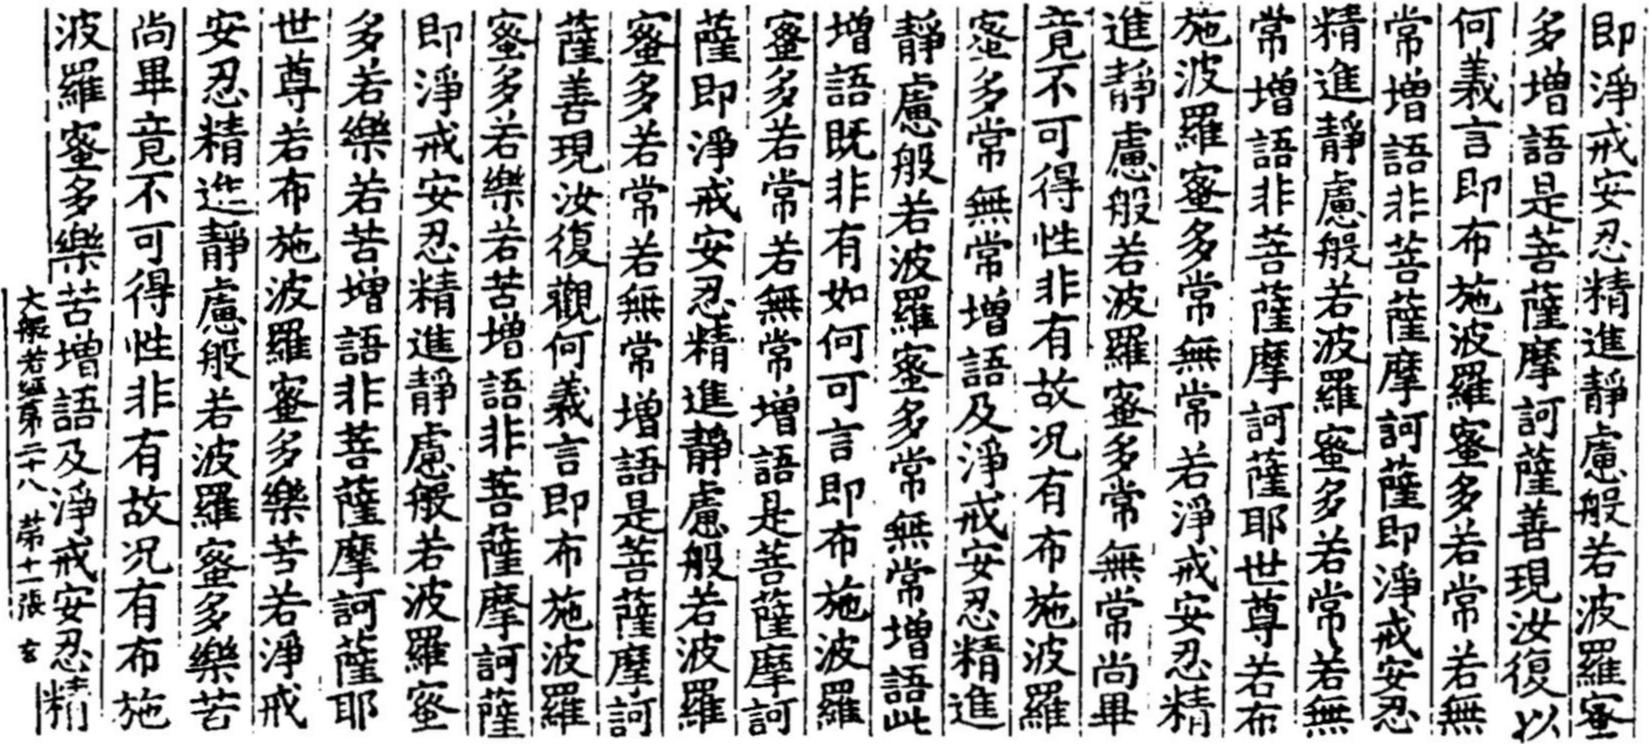 即淨戒安忍精進靜慮般若波羅蜜
多增語是菩薩摩訶薩善現汝復以
何義言即布施波羅蜜多若常若無
常增語非菩薩摩訶薩即淨戒安忍
精進靜慮般若波羅蜜多若常若無
常增語非菩薩摩訶薩耶世尊若布
施波羅蜜多常無常若淨戒安忍精
進靜慮般若波羅蜜多常無常尚畢
竟不可得性非有故况有布施波羅
蜜多常無常增語及淨戒安忍精進
靜慮般若波羅蜜多常無常增語此
增語既非有如何可言即布施波羅
蜜多若常若無常增語是菩薩摩訶
薩即淨戒安忍精進靜慮般若波羅
蜜多若常若無常增語是菩薩摩訶
薩善現汝復觀何義言即布施波羅
蜜多若樂若苦增語非菩薩摩訶薩
即淨戒安忍精進靜慮般若波羅蜜
多若樂若苦增語非菩薩摩訶薩耶
世尊若布施波羅蜜多樂苦若淨戒
安忍精進靜慮般若波羅蜜多樂苦
尚畢竟不可得性非有故况有布施
波羅蜜多樂苦增語及淨戒安忍精
大般若經第二十八 第十一張 玄